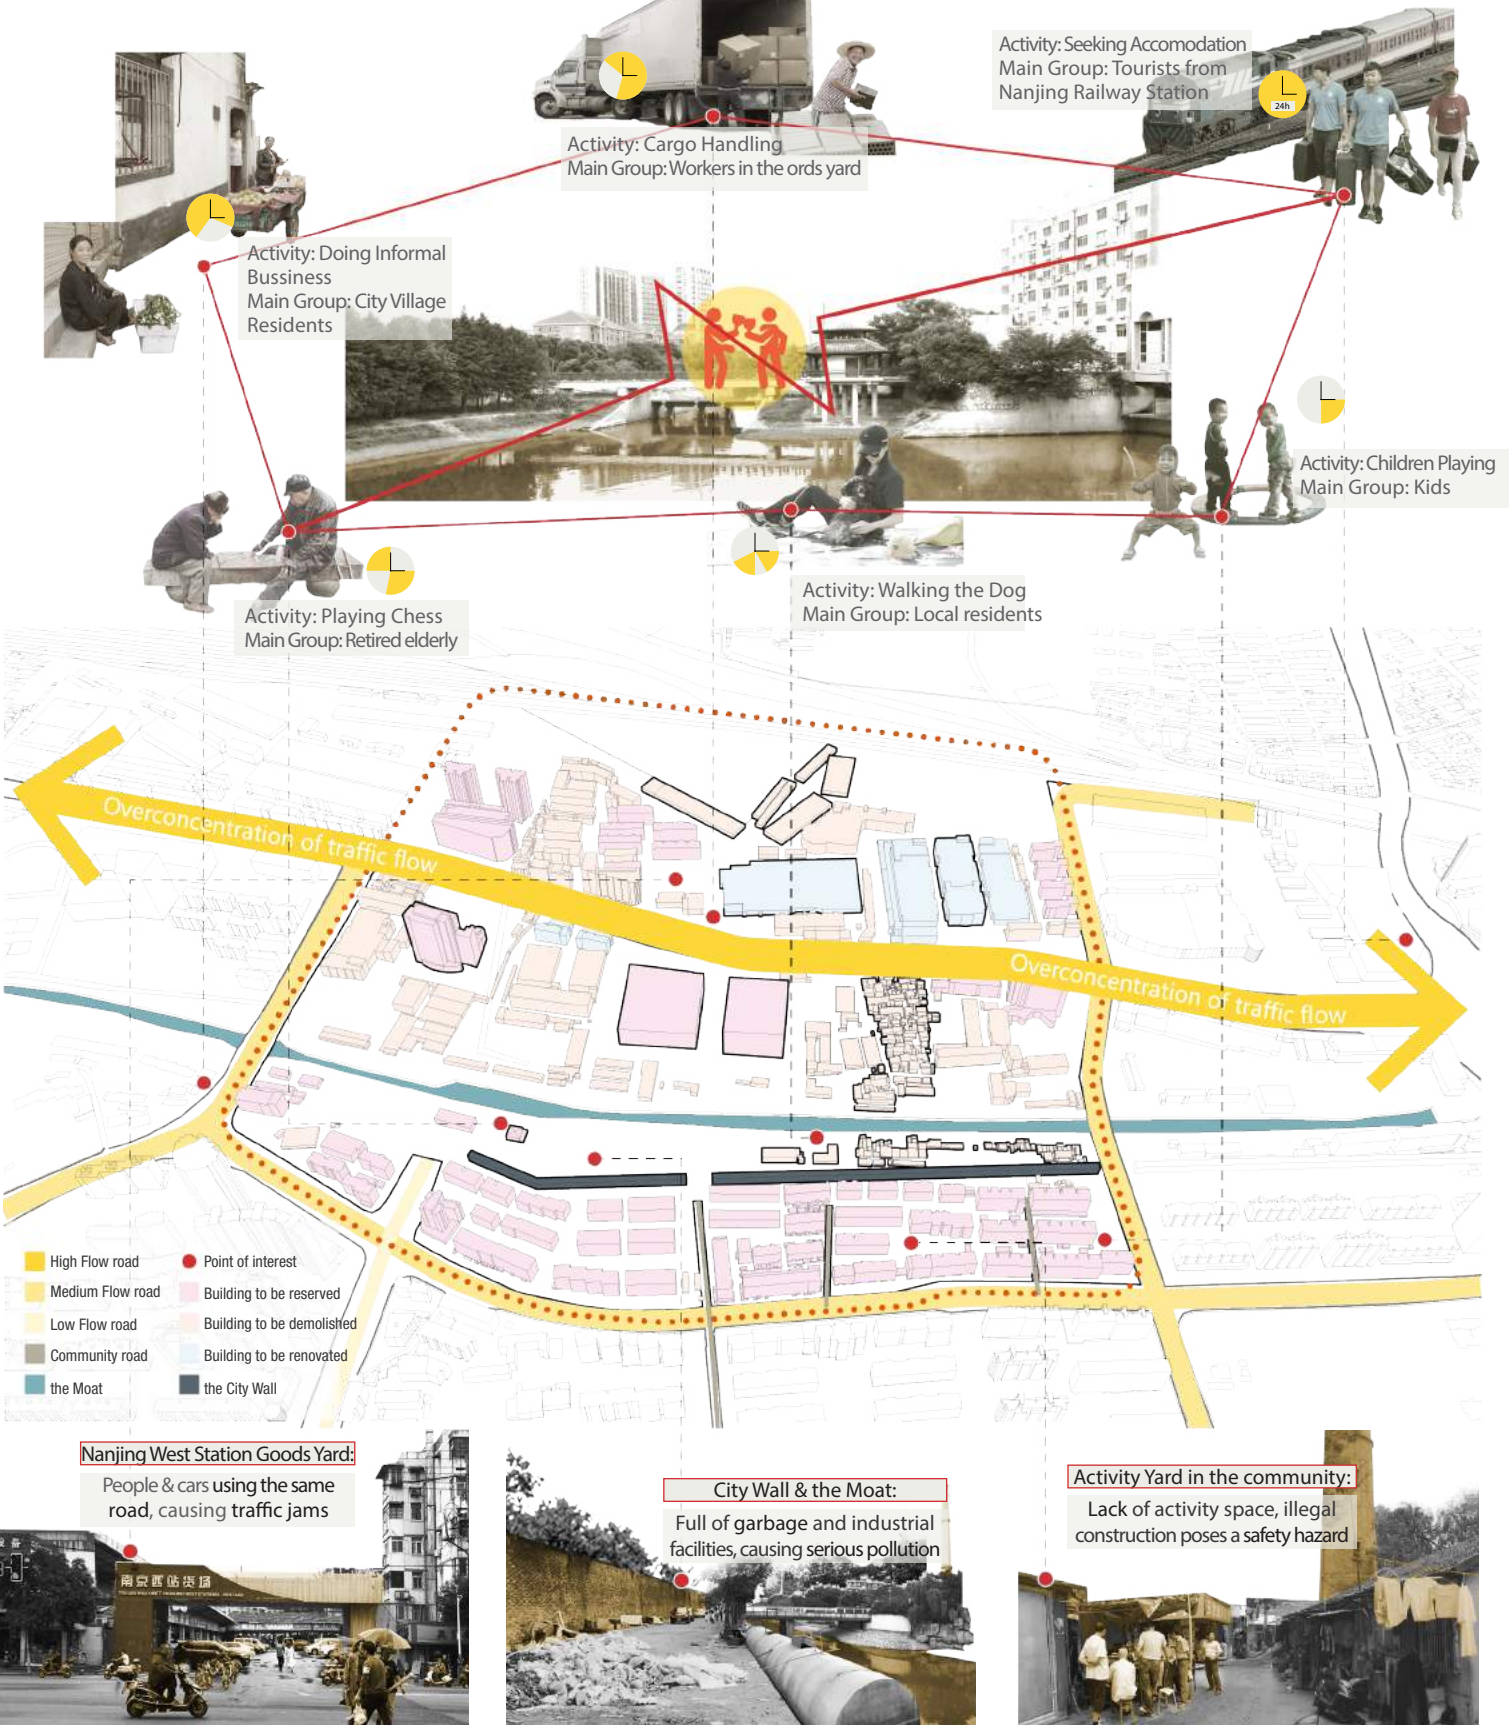 Activity: Seeking Accomodation
Main Group: Tourists from
Nanjing Railway Station
24h
Activity: Cargo Handling
Main Group: Workers in the ords yard
Activity: Doing Informal
Bussiness
Main Group: City Village
Residents
Activity: Children Playing
Main Group: Kids
Activity: Walking the Dog
Main Group: Local residents
Activity: Playing Chess
Main Group: Retired elderly
Overconcentration of traffic flow
Overconcentration of traffic flow
High Flow road
Medium Flow road
Low Flow road
Community road
the Moat
Point of interest
Building to be reserved
Building to be demolished
Building to be renovated
the City Wall
Nanjing West Station Goods Yard:
People & cars using the same
road, causing traffic jams
南京西站货场
City Wall & the Moat:
Full of garbage and industrial
facilities, causing serious pollution
Activity Yard in the community:
Lack of activity space, illegal
construction poses a safety hazard